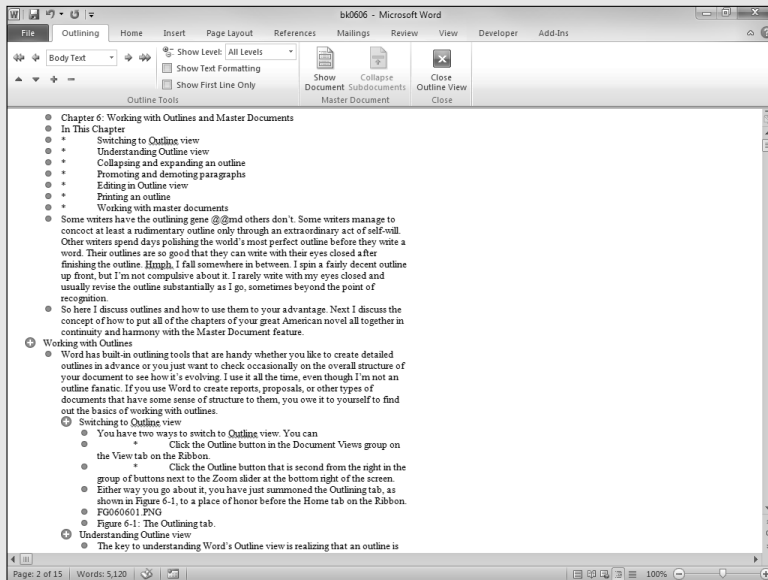 bk0606 - Microsoft Word
File Outlining Home Insert Page Layout References Mailings Review View Developer Add-Ins
Body Text
Show Level: All Levels
Show Text Formatting
Show First Line Only
Outline Tools
Show Document
Collapse Subdocuments
Master Document
Close Outline View
Close
Chapter 6: Working with Outlines and Master Documents
In This Chapter
* Switching to Outline view
* Understanding Outline view
* Collapsing and expanding an outline
* Promoting and demoting paragraphs
* Editing in Outline view
* Printing an outline
* Working with master documents
Some writers have the outlining gene @@md others don't. Some writers manage to
concoct at least a rudimentary outline only through an extraordinary act of self-will.
Other writers spend days polishing the world's most perfect outline before they write a
word. Their outlines are so good that they can write with their eyes closed after
finishing the outline. Hmph. I fall somewhere in between. I spin a fairly decent outline
up front, but I'm not compulsive about it. I rarely write with my eyes closed and
usually revise the outline substantially as I go, sometimes beyond the point of
recognition.
So here I discuss outlines and how to use them to your advantage. Next I discuss the
concept of how to put all of the chapters of your great American novel all together in
continuity and harmony with the Master Document feature.
Working with Outlines
Word has built-in outlining tools that are handy whether you like to create detailed
outlines in advance or you just want to check occasionally on the overall structure of
your document to see how it's evolving. I use it all the time, even though I'm not an
outline fanatic. If you use Word to create reports, proposals, or other types of
documents that have some sense of structure to them, you owe it to yourself to find
out the basics of working with outlines.
Switching to Outline view
You have two ways to switch to Outline view. You can
* Click the Outline button in the Document Views group on
the View tab on the Ribbon.
* Click the Outline button that is second from the right in the
group of buttons next to the Zoom slider at the bottom right of the screen.
Either way you go about it, you have just summoned the Outlining tab, as
shown in Figure 6-1, to a place of honor before the Home tab on the Ribbon.
FG060601.PNG
Figure 6-1: The Outlining tab.
Understanding Outline view
The key to understanding Word's Outline view is realizing that an outline is
Page: 2 of 15 Words: 5,120 100%